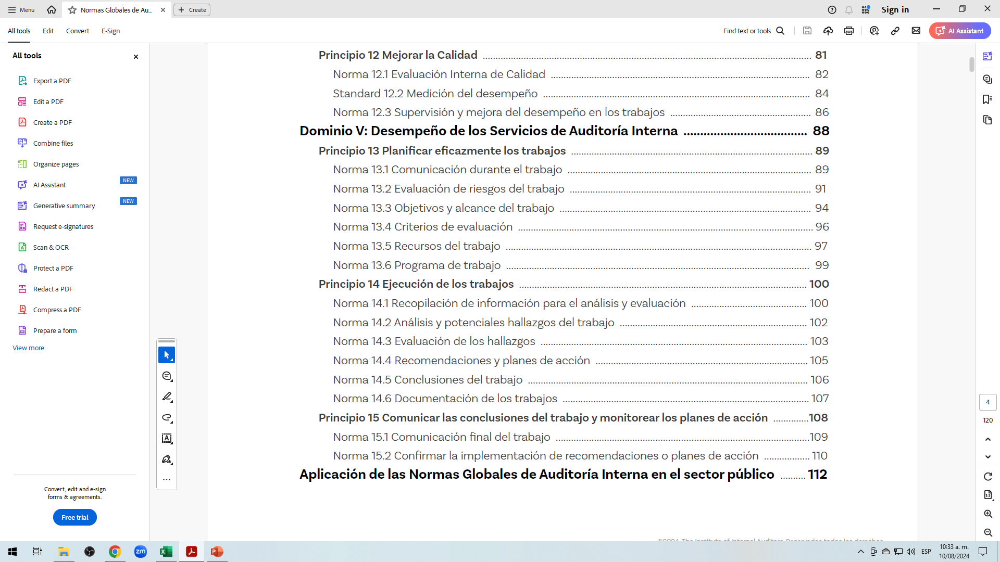 Menu
Normas Globales de Au...
Create
Sign in
All tools
Edit
Convert
E-Sign
Find text or tools
AI Assistant
All tools
Export a PDF
Edit a PDF
Create a PDF
Combine files
Organize pages
AI Assistant
NEW
Generative summary
NEW
Request e-signatures
Scan & OCR
Protect a PDF
Redact a PDF
Compress a PDF
Prepare a form
View more
Convert, edit and e-sign
forms & agreements.
Free trial
Principio 12 Mejorar la Calidad 81
Norma 12.1 Evaluación Interna de Calidad 82
Standard 12.2 Medición del desempeño 84
Norma 12.3 Supervisión y mejora del desempeño en los trabajos 86
Dominio V: Desempeño de los Servicios de Auditoría Interna 88
Principio 13 Planificar eficazmente los trabajos 89
Norma 13.1 Comunicación durante el trabajo 89
Norma 13.2 Evaluación de riesgos del trabajo 91
Norma 13.3 Objetivos y alcance del trabajo 94
Norma 13.4 Criterios de evaluación 96
Norma 13.5 Recursos del trabajo 97
Norma 13.6 Programa de trabajo 99
Principio 14 Ejecución de los trabajos 100
Norma 14.1 Recopilación de información para el análisis y evaluación 100
Norma 14.2 Análisis y potenciales hallazgos del trabajo 102
Norma 14.3 Evaluación de los hallazgos 103
Norma 14.4 Recomendaciones y planes de acción 105
Norma 14.5 Conclusiones del trabajo 106
Norma 14.6 Documentación de los trabajos 107
Principio 15 Comunicar las conclusiones del trabajo y monitorear los planes de acción 108
Norma 15.1 Comunicación final del trabajo 109
Norma 15.2 Confirmar la implementación de recomendaciones o planes de acción 110
Aplicación de las Normas Globales de Auditoría Interna en el sector público 112
©2024, The Institute of Internal Auditors. Reservados todos los derechos
4
120
1:1
zm
ESP
10:33 a. m.
10/08/2024